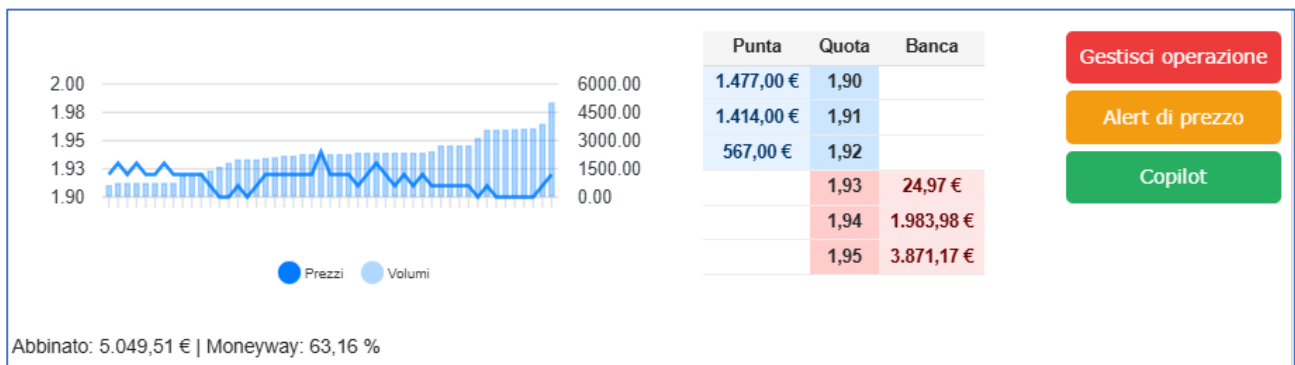 Punta Quota Banca
1.477,00 € 1,90
1.414,00 € 1,91
567,00 € 1,92
1,93 24,97 €
1,94 1.983,98 €
1,95 3.871,17 €
Gestisci operazione
Alert di prezzo
Copilot
2.00 6000.00
1.98 4500.00
1.95 3000.00
1.93 1500.00
1.90 0.00
Prezzi Volumi
Abbinato: 5.049,51 € | Moneyway: 63,16 %